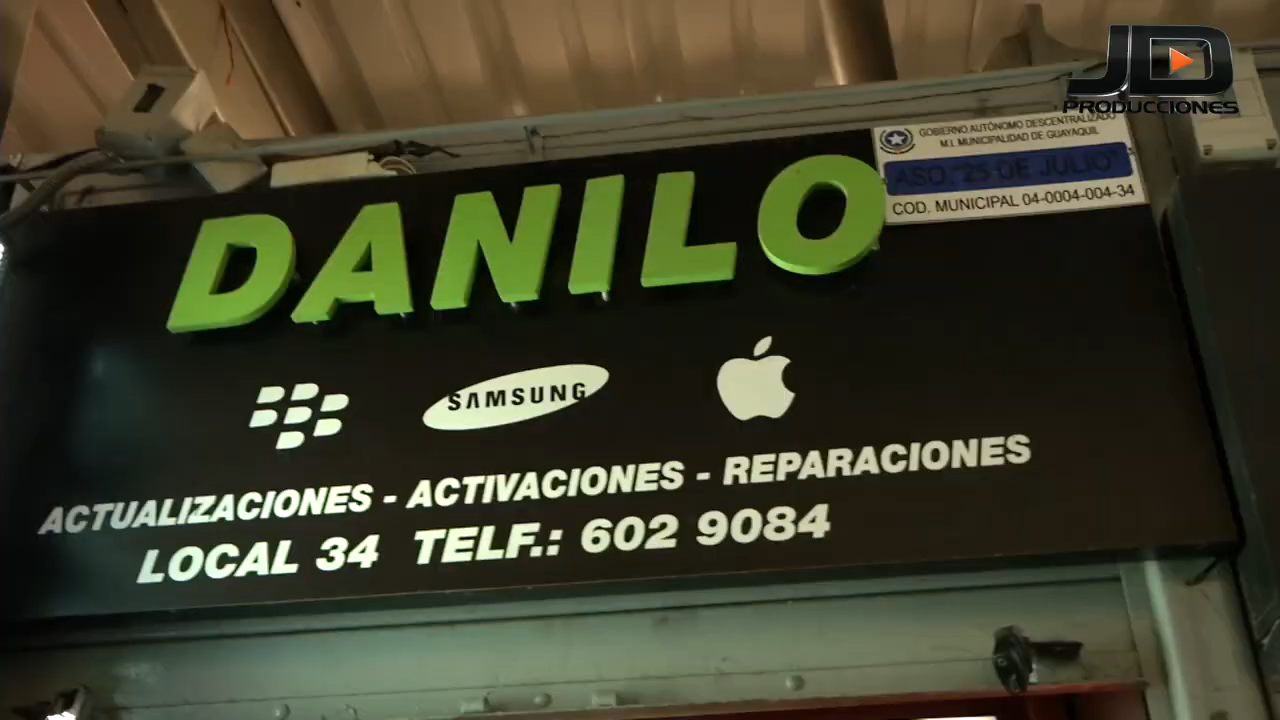 JD
PRODUCCIONES
GOBIERNO AUTÓNOMO DESCENTRALIZADO
M.I. MUNICIPALIDAD DE GUAYAQUIL
ASO. "25 DE JULIO"
COD. MUNICIPAL 04-0004-004-34
DANILO
SAMSUNG
ACTUALIZACIONES - ACTIVACIONES - REPARACIONES
LOCAL 34 TELF.: 602 9084